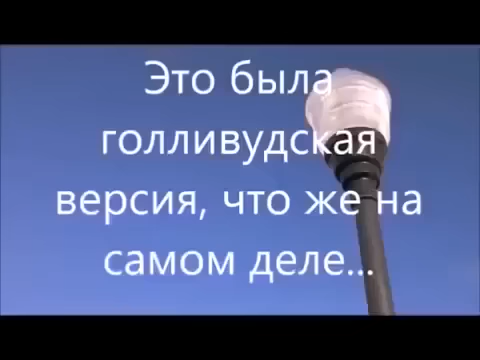 Это была
голливудская
версия, что же на
самом деле...